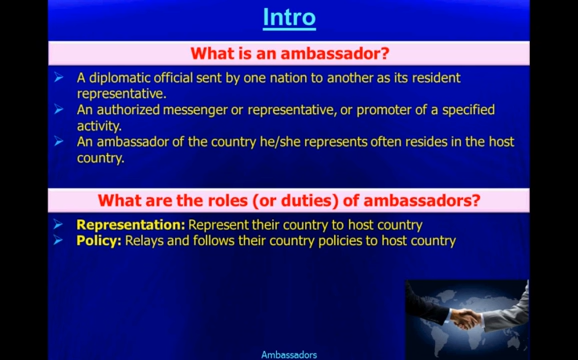 Intro
What is an ambassador?
➢ A diplomatic official sent by one nation to another as its resident
representative.
➢ An authorized messenger or representative, or promoter of a specified
activity.
➢ An ambassador of the country he/she represents often resides in the host
country.
What are the roles (or duties) of ambassadors?
➢ Representation: Represent their country to host country
➢ Policy: Relays and follows their country policies to host country
Ambassadors